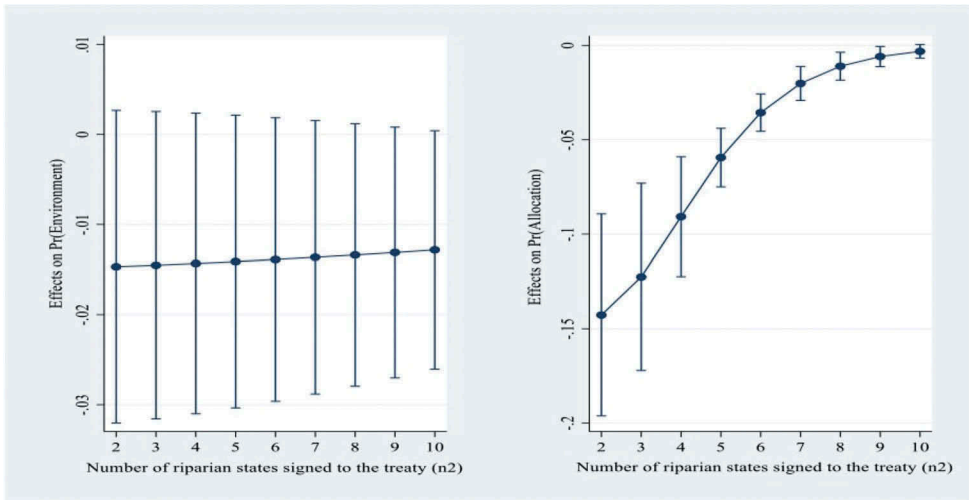 Effects on Pr(Environment)
.01
0
-.01
-.02
-.03
2 3 4 5 6 7 8 9 10
Number of riparian states signed to the treaty (n2)
Effects on Pr(Allocation)
0
-.05
-.1
-.15
-.2
2 3 4 5 6 7 8 9 10
Number of riparian states signed to the treaty (n2)